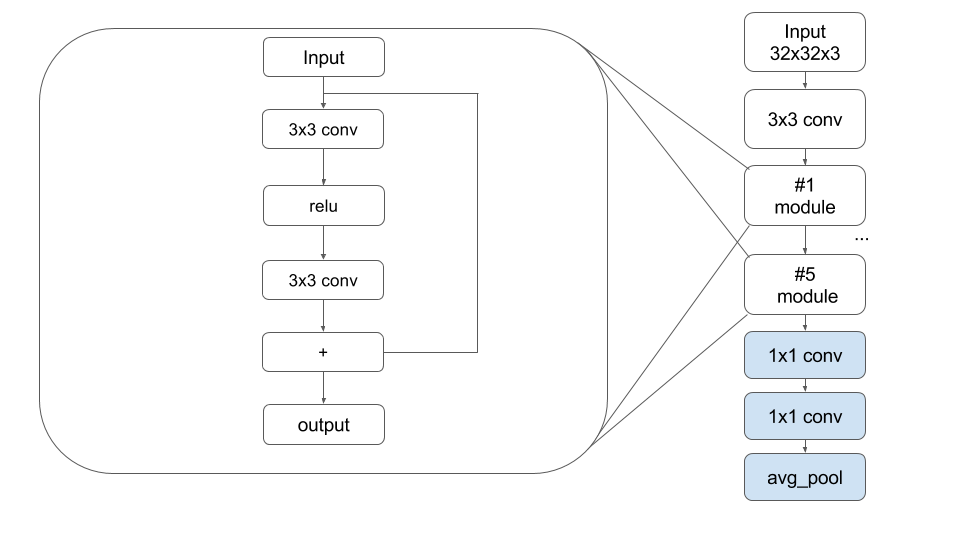 Input
3x3 conv
relu
3x3 conv
+
output
Input
32x32x3
3x3 conv
#1
module
...
#5
module
1x1 conv
1x1 conv
avg_pool